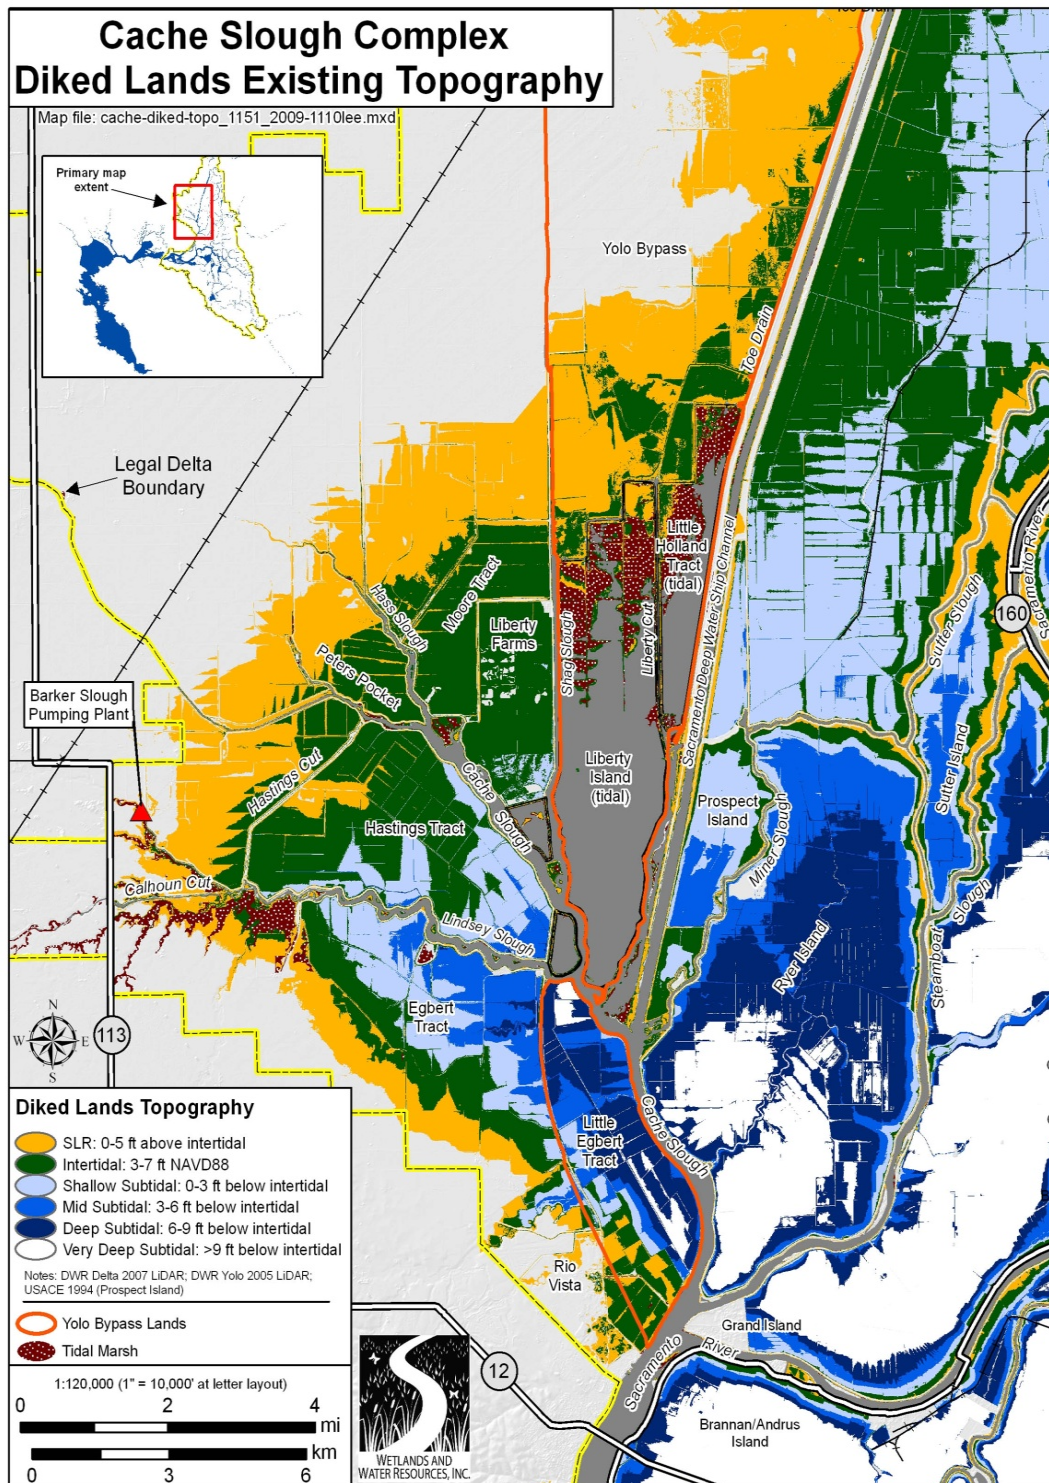 Cache Slough Complex
Diked Lands Existing Topography
Map file: cache-diked-topo_1151_2009-1110lee.mxd
Primary map
extent
Toe Drain
Yolo Bypass
Toe Drain
Legal Delta
Boundary
Little
Holland
Tract
(tidal)
Sacramento Deep Water Ship Channel
Sacramento River
160
Sutter Slough
Hass Slough
Moore Tract
Liberty
Farms
Shag Slough
Liberty cut
Peters Pocket
Barker Slough
Pumping Plant
Liberty
Island
(tidal)
Sutter Island
Hastings Cut
Cache Slough
Prospect
Island
Miner Slough
Hastings Tract
Calhoun Cut
Lindsey Slough
Steamboat Slough
Ryer Island
Egbert
Tract
N
W
E
S
113
Little
Egbert
Tract
Cache Slough
Diked Lands Topography
SLR: 0-5 ft above intertidal
Intertidal: 3-7 ft NAVD88
Shallow Subtidal: 0-3 ft below intertidal
Mid Subtidal: 3-6 ft below intertidal
Deep Subtidal: 6-9 ft below intertidal
Very Deep Subtidal: >9 ft below intertidal
Notes: DWR Delta 2007 LiDAR; DWR Yolo 2005 LiDAR;
USACE 1994 (Prospect Island)
Yolo Bypass Lands
Tidal Marsh
Rio
Vista
Grand Island
Sacramento River
12
Brannan/Andrus
Island
1:120,000 (1" = 10,000' at letter layout)
0 2 4
mi
km
0 3 6
WETLANDS AND
WATER RESOURCES, INC.